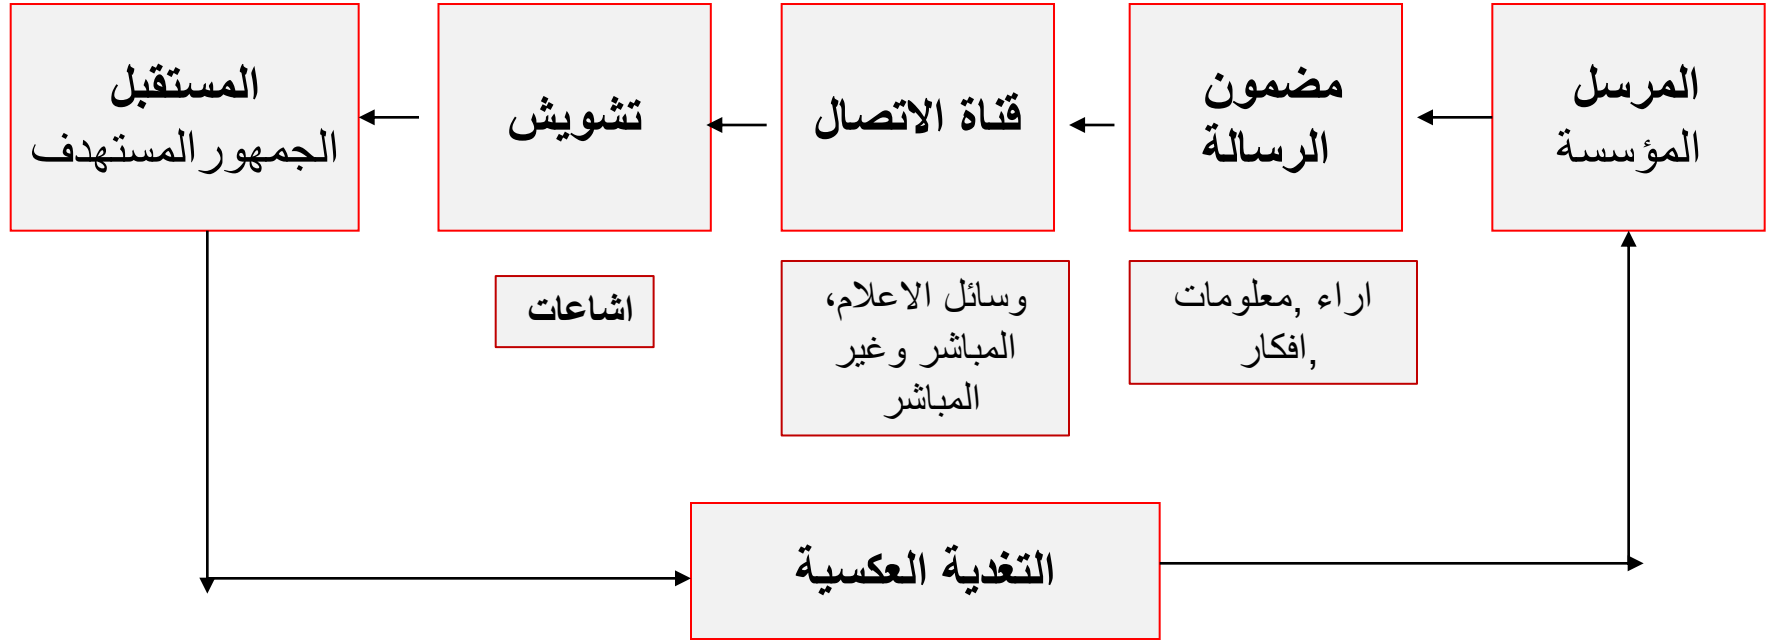 المرسل
المؤسسة
مضمون
الرسالة
قناة الاتصال
تشويش
المستقبل
الجمهور المستهدف
اراء ,معلومات
,افكار
وسائل الاعلام،
المباشر وغير
المباشر
اشاعات
التغدية العكسية